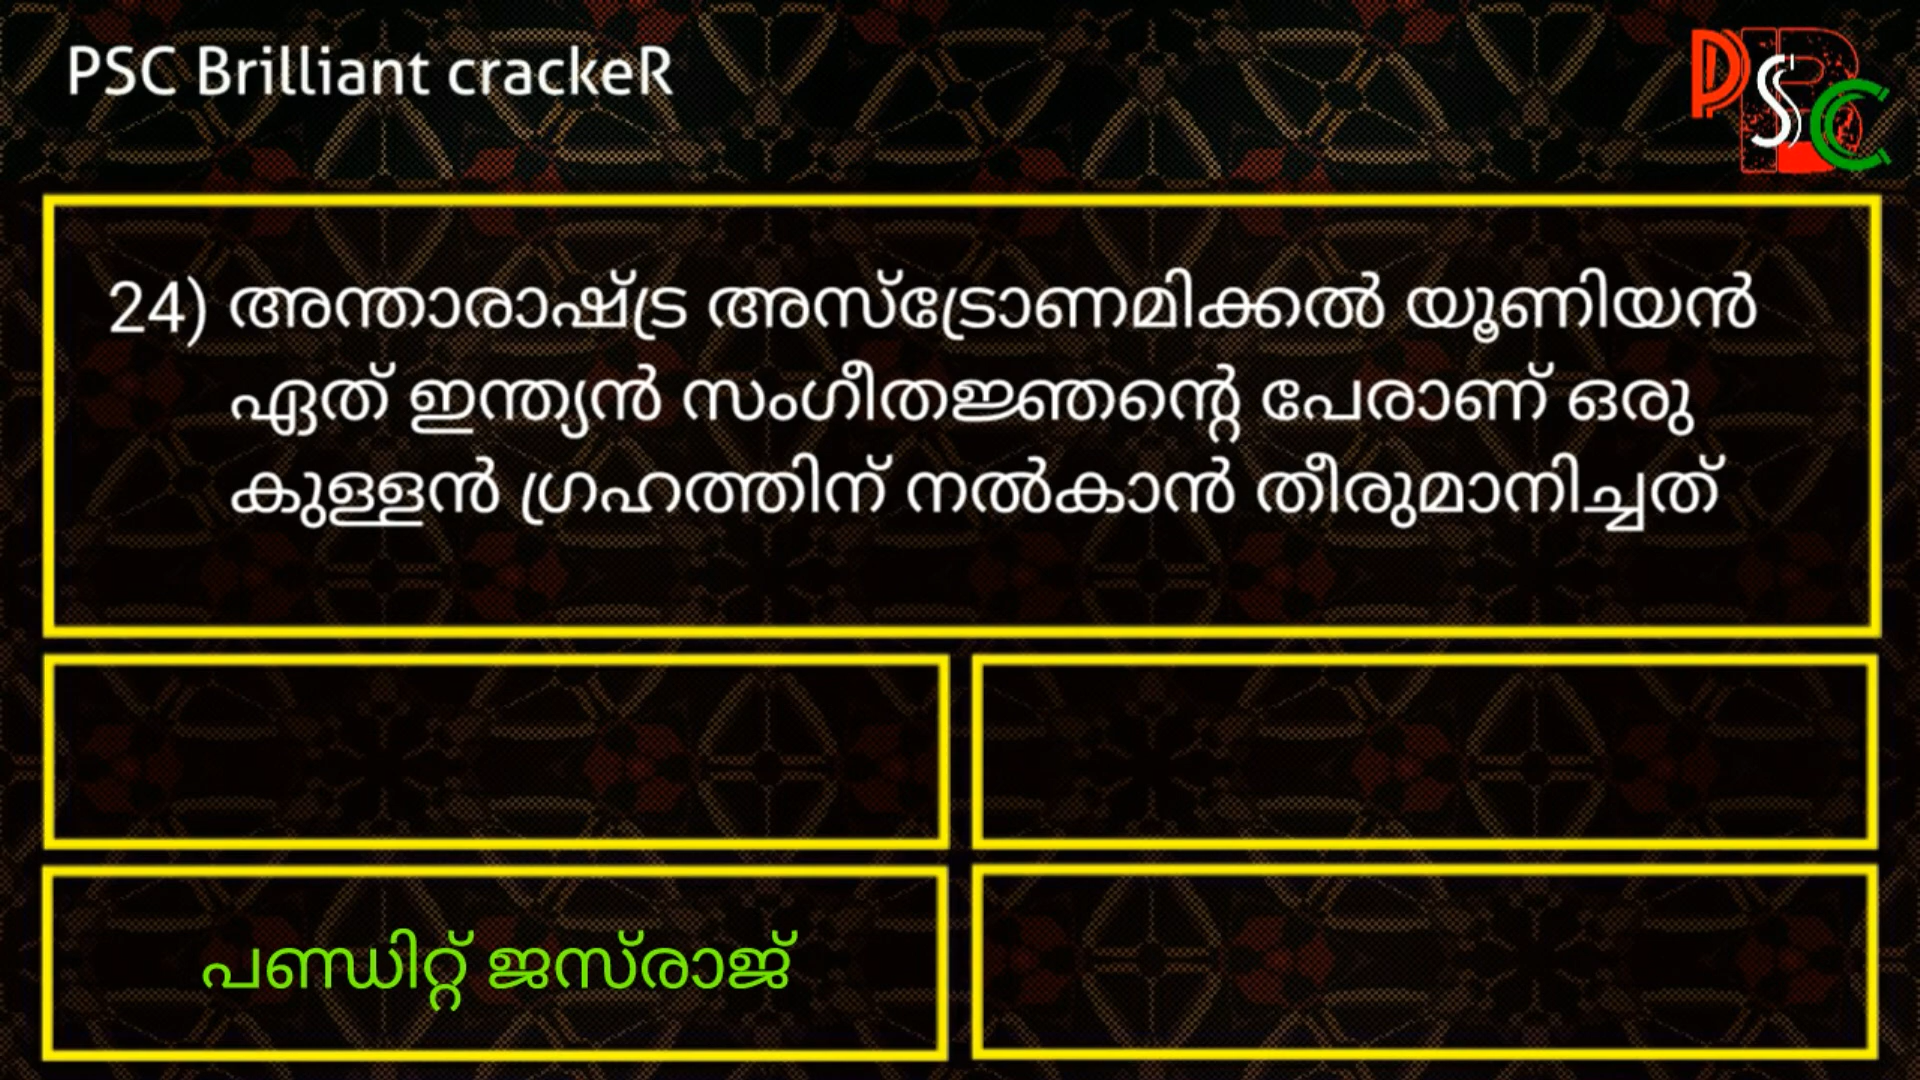 PSC Brilliant crackeR
PSC
24) അന്താരാഷ്ട്ര അസ്ട്രോണമിക്കൽ യൂണിയൻ
ഏത് ഇന്ത്യൻ സംഗീതജ്ഞന്റെ പേരാണ് ഒരു
കുള്ളൻ ഗ്രഹത്തിന് നൽകാൻ തീരുമാനിച്ചത്
പണ്ഡിറ്റ് ജസ്‌രാജ്